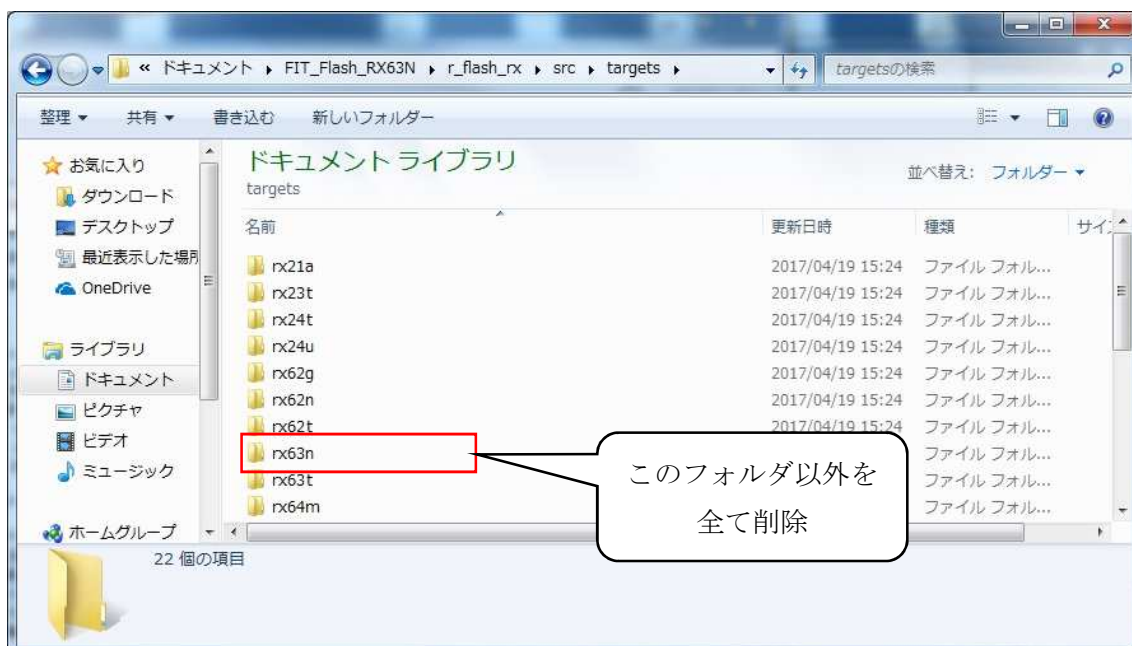 « ドキュメント ▸ FIT_Flash_RX63N ▸ r_flash_rx ▸ src ▸ targets ▸
targetsの検索
整理 ▼ 共有 ▼ 書き込む 新しいフォルダー
お気に入り
ダウンロード
デスクトップ
最近表示した場所
OneDrive
ライブラリ
ドキュメント
ピクチャ
ビデオ
ミュージック
ホームグループ
ドキュメント ライブラリ
targets
並べ替え: フォルダー ▼
名前 更新日時 種類 サイ
rx21a 2017/04/19 15:24 ファイル フォル...
rx23t 2017/04/19 15:24 ファイル フォル...
rx24t 2017/04/19 15:24 ファイル フォル...
rx24u 2017/04/19 15:24 ファイル フォル...
rx62g 2017/04/19 15:24 ファイル フォル...
rx62n 2017/04/19 15:24 ファイル フォル...
rx62t 2017/04/19 15:24 ファイル フォル...
rx63n ファイル フォル...
rx63t ファイル フォル...
rx64m ファイル フォル...
このフォルダ以外を
全て削除
22 個の項目